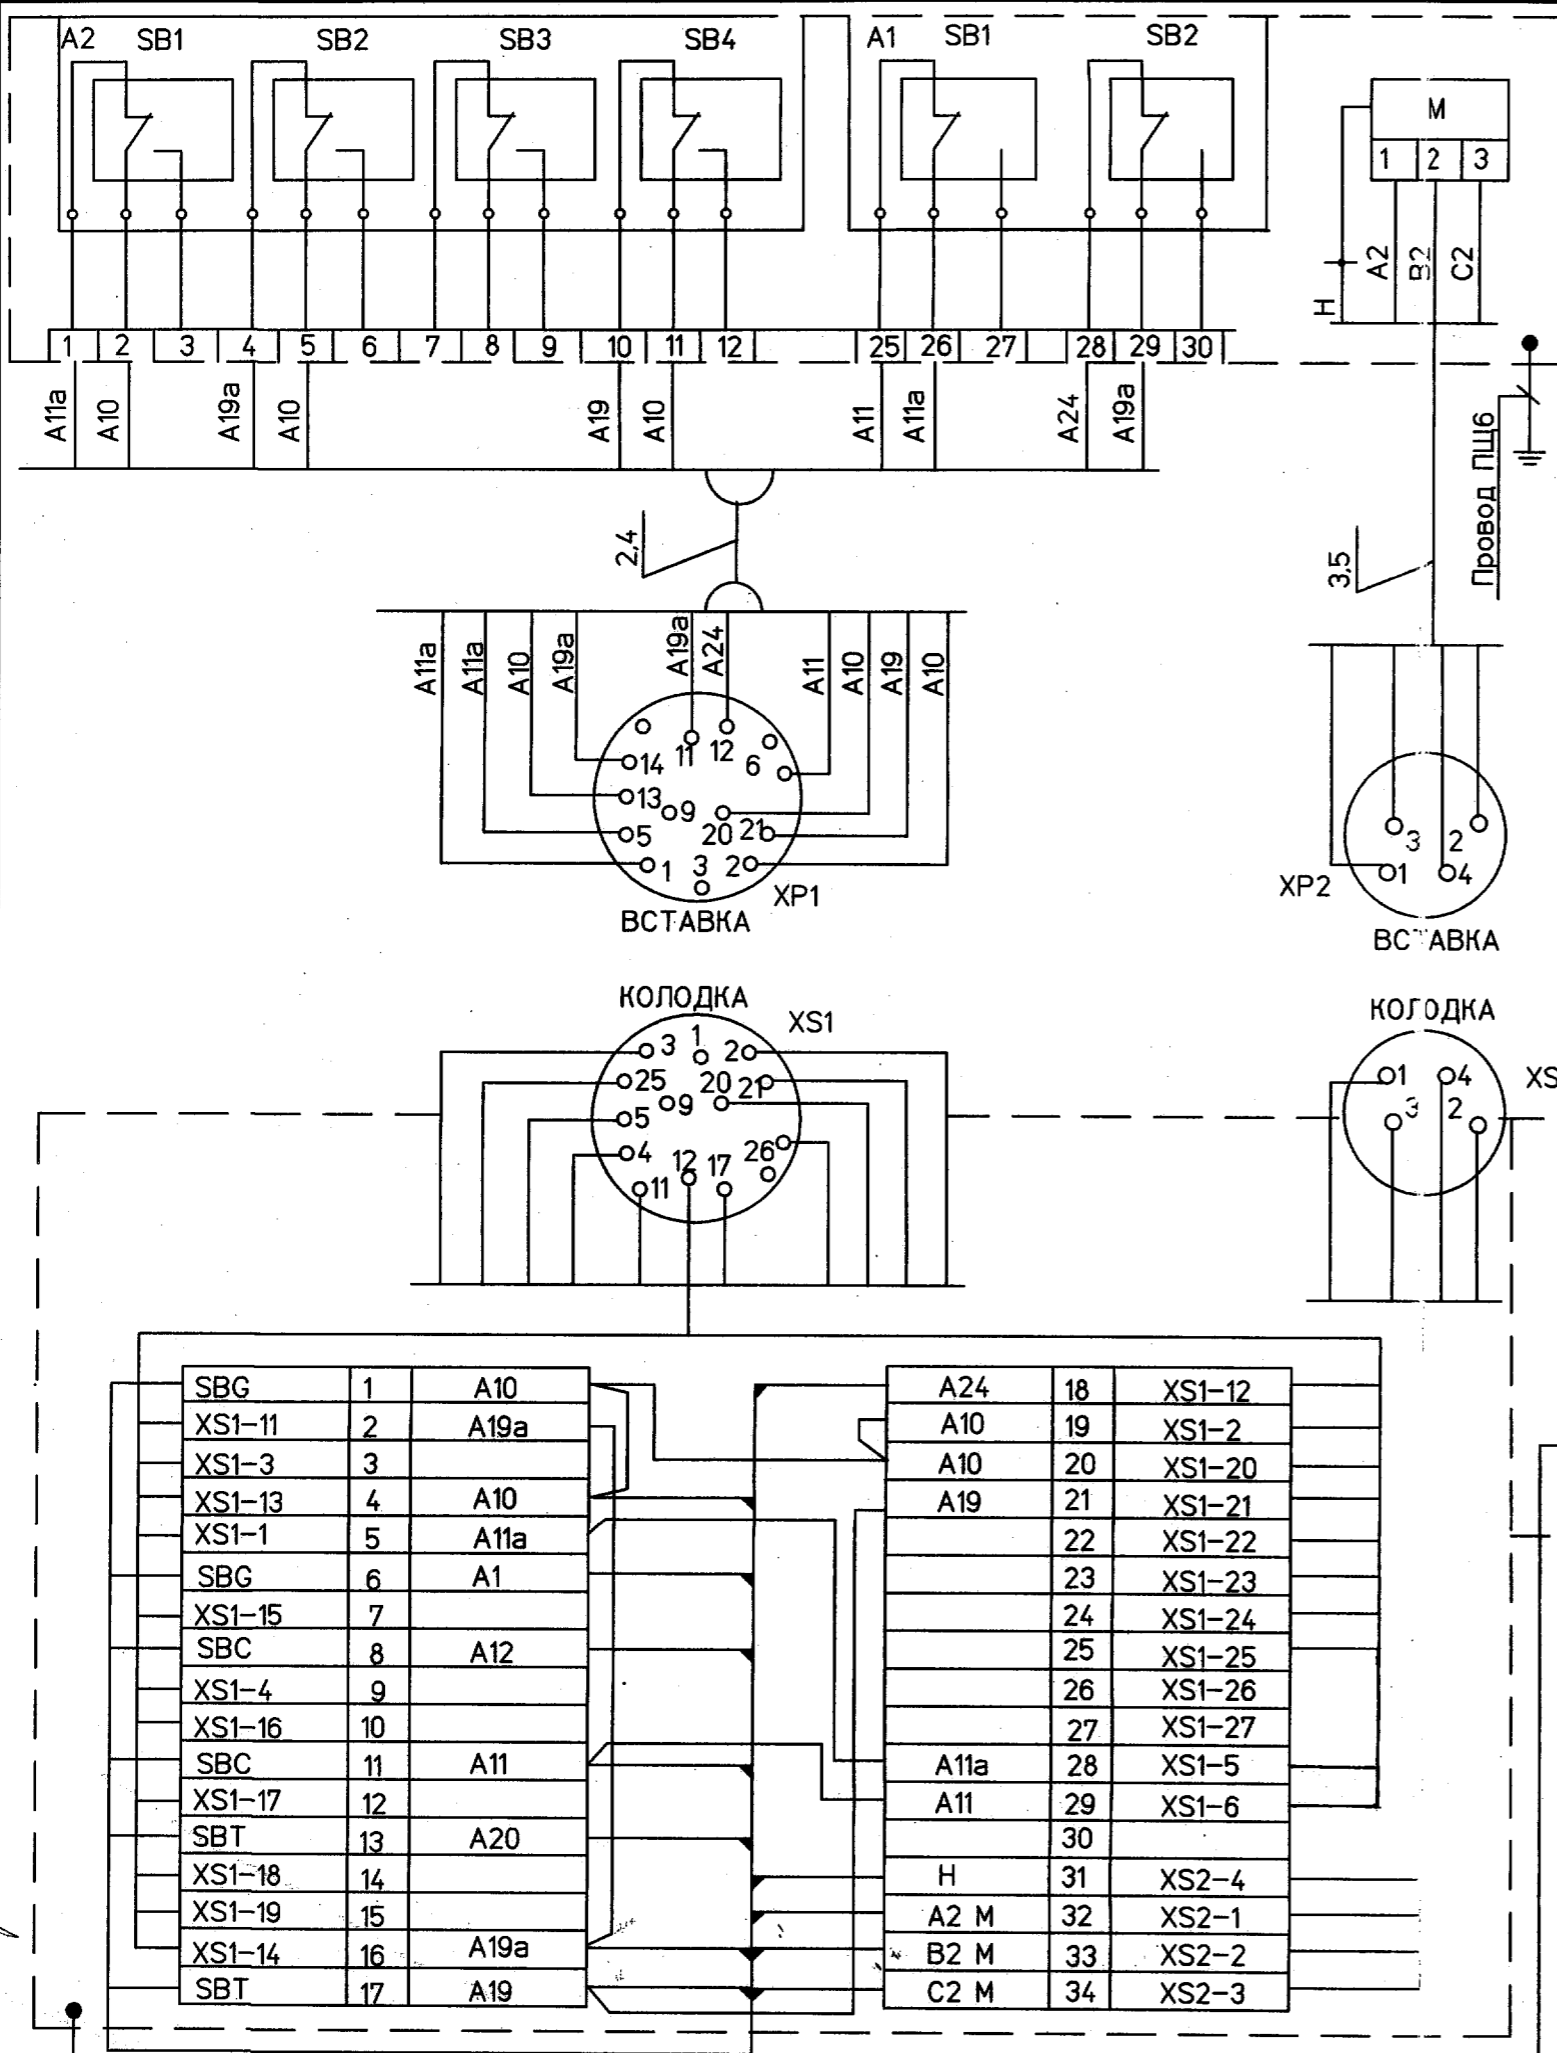 A2 SB1 SB2 SB3 SB4 A1 SB1 SB2
M
1 2 3
A2 B2 C2
H
1 2 3 4 5 6 7 8 9 10 11 12 25 26 27 28 29 30
A11a A10 A19a A10 A19 A10 A11 A11a A24 A19a
Провод ПЩ6
2,4
3,5
A11a A11a A10 A19a A19a A24 A11 A10 A19 A10
11 12
14 6
13 9
5 20 21
1 3 2
XP1
ВСТАВКА
3 2
1 4
XP2
ВСТАВКА
КОЛОДКА
XS1
3 1 2
25 20 21
9
5
4 12 17 26
11
КОЛОДКА
1 4
3 2
XS
SBG 1 A10
XS1-11 2 A19a
XS1-3 3
XS1-13 4 A10
XS1-1 5 A11a
SBG 6 A1
XS1-15 7
SBC 8 A12
XS1-4 9
XS1-16 10
SBC 11 A11
XS1-17 12
SBT 13 A20
XS1-18 14
XS1-19 15
XS1-14 16 A19a
SBT 17 A19
A24 18 XS1-12
A10 19 XS1-2
A10 20 XS1-20
A19 21 XS1-21
22 XS1-22
23 XS1-23
24 XS1-24
25 XS1-25
26 XS1-26
27 XS1-27
A11a 28 XS1-5
A11 29 XS1-6
30
H 31 XS2-4
A2 M 32 XS2-1
B2 M 33 XS2-2
C2 M 34 XS2-3